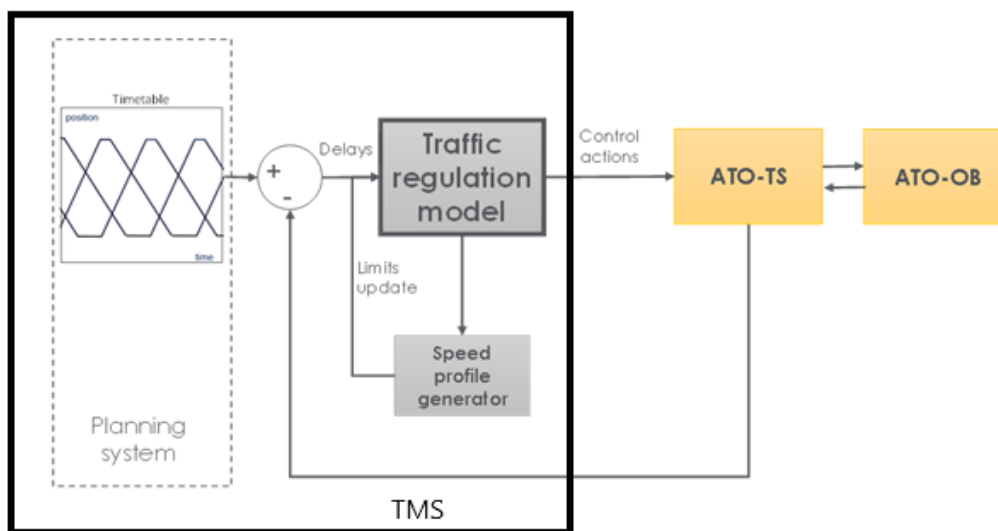 Timetable
position
time
Planning
system
+
-
Delays
Traffic
regulation
model
Limits
update
Speed
profile
generator
Control
actions
ATO-TS
ATO-OB
TMS